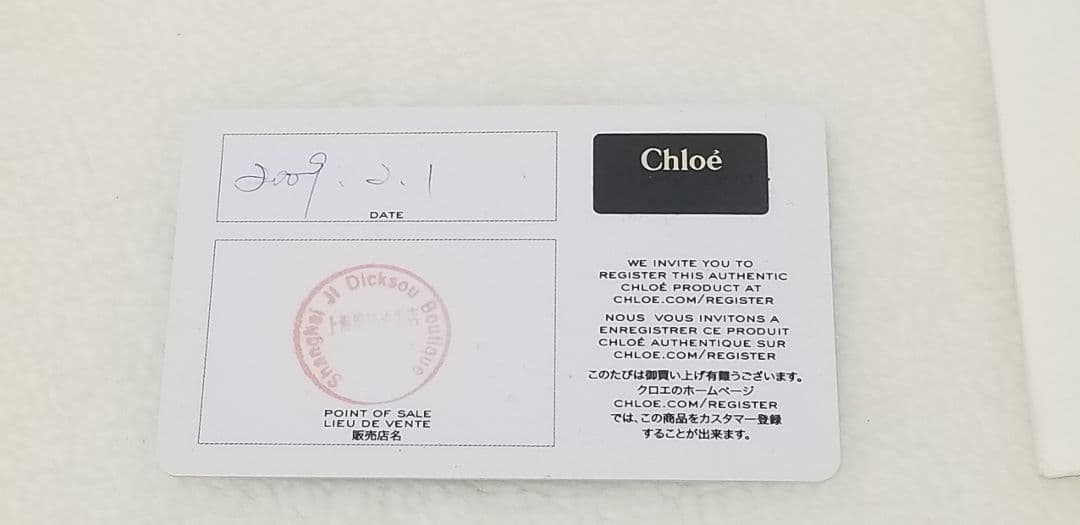 2009.2.1
DATE
Chloé
ShangHai Ji Dicksou Boutique
POINT OF SALE
LIEU DE VENTE
販売店名
WE INVITE YOU TO
REGISTER THIS AUTHENTIC
CHLOÉ PRODUCT AT
CHLOE.COM/REGISTER
NOUS VOUS INVITONS A
ENREGISTRER CE PRODUIT
CHLOÉ AUTHENTIQUE SUR
CHLOE.COM/REGISTER
このたびは御買い上げ有難うございます。
クロエのホームページ
CHLOE.COM/REGISTER
では、この商品をカスタマー登録
することが出来ます。